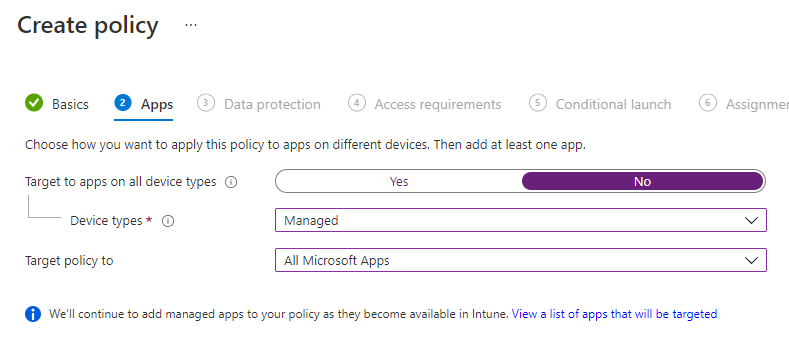 Create policy ...
Basics 2 Apps 3 Data protection 4 Access requirements 5 Conditional launch 6 Assignme
Choose how you want to apply this policy to apps on different devices. Then add at least one app.
Target to apps on all device types Yes No
Device types * Managed
Target policy to All Microsoft Apps
We'll continue to add managed apps to your policy as they become available in Intune. View a list of apps that will be targeted